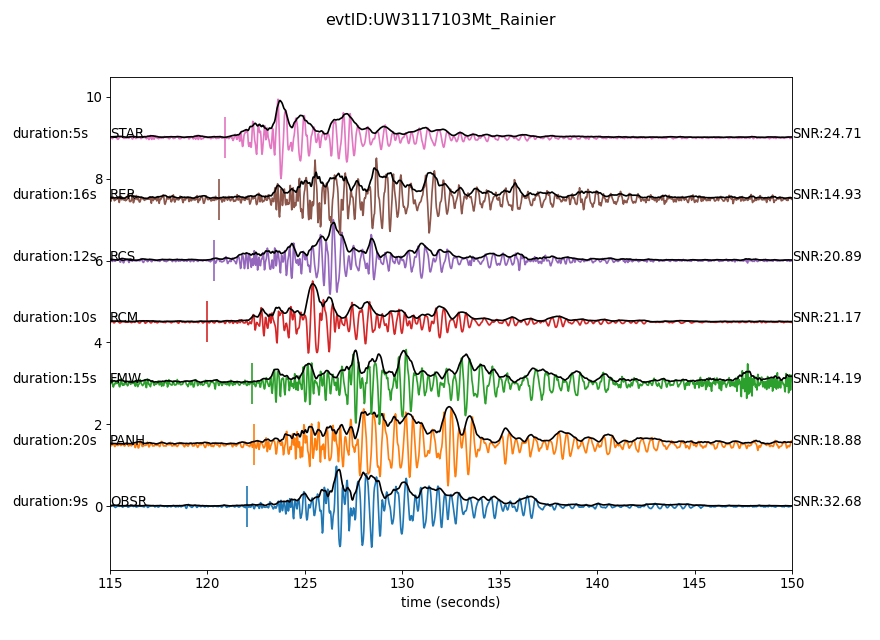 evtID:UW3117103Mt_Rainier
10
duration:5s STAR SNR:24.71
8
duration:16s RER SNR:14.93
duration:12s RCS SNR:20.89
6
duration:10s RCM SNR:21.17
4
duration:15s FMW SNR:14.19
2
duration:20s PANH SNR:18.88
duration:9s OBSR SNR:32.68
0
115 120 125 130 135 140 145 150
time (seconds)